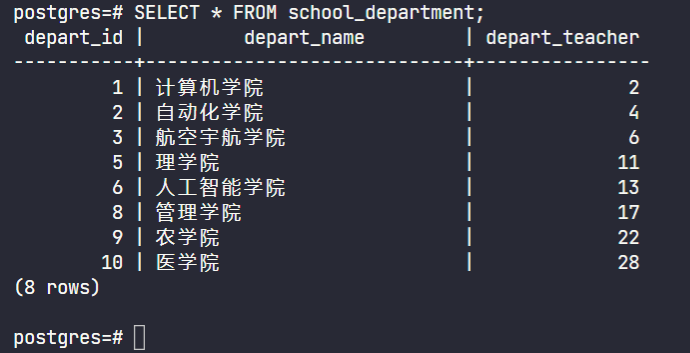 postgres=# SELECT * FROM school_department;
depart_id | depart_name | depart_teacher
-----------+------------------------------+----------------
1 | 计算机学院 | 2
2 | 自动化学院 | 4
3 | 航空宇航学院 | 6
5 | 理学院 | 11
6 | 人工智能学院 | 13
8 | 管理学院 | 17
9 | 农学院 | 22
10 | 医学院 | 28
(8 rows)
postgres=#